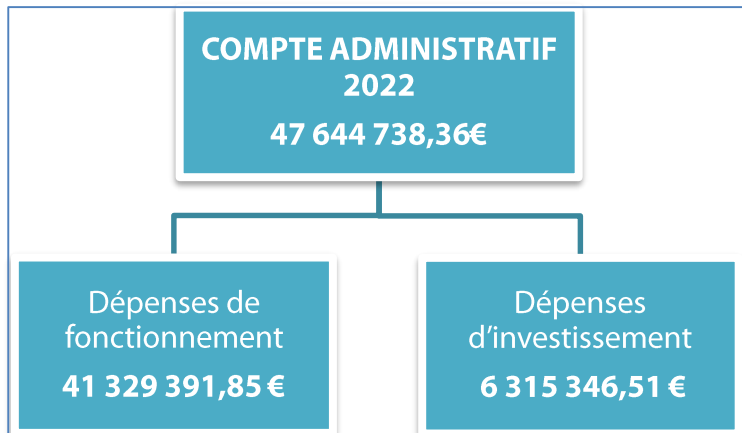 COMPTE ADMINISTRATIF
2022
47 644 738,36€
Dépenses de
fonctionnement
41 329 391,85 €
Dépenses
d’investissement
6 315 346,51 €